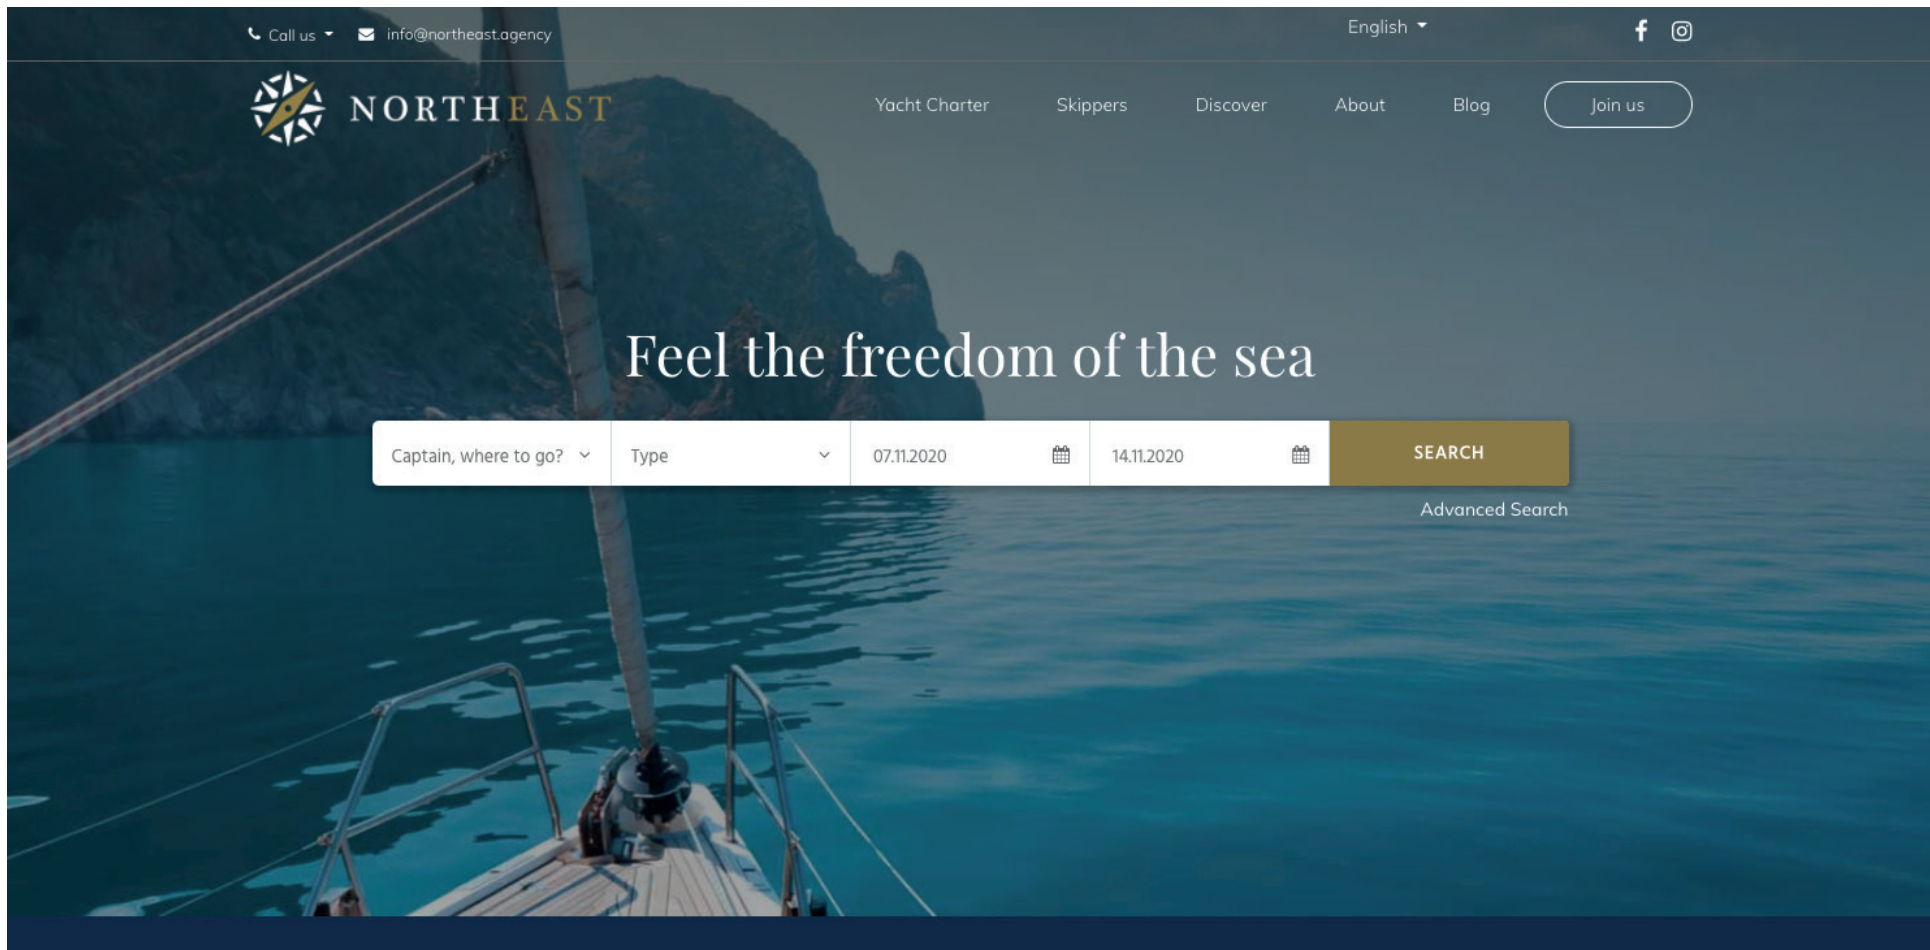 Call us info@northeast.agency English
NORTHEAST Yacht Charter Skippers Discover About Blog Join us
Feel the freedom of the sea
Captain, where to go? Type 07.11.2020 14.11.2020 SEARCH
Advanced Search